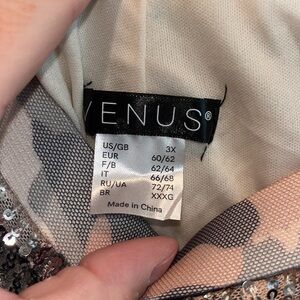 VENUS®
US/GB 3X
EUR 60/62
F/B 62/64
IT 66/68
RU/UA 72/74
BR XXXG
Made in China